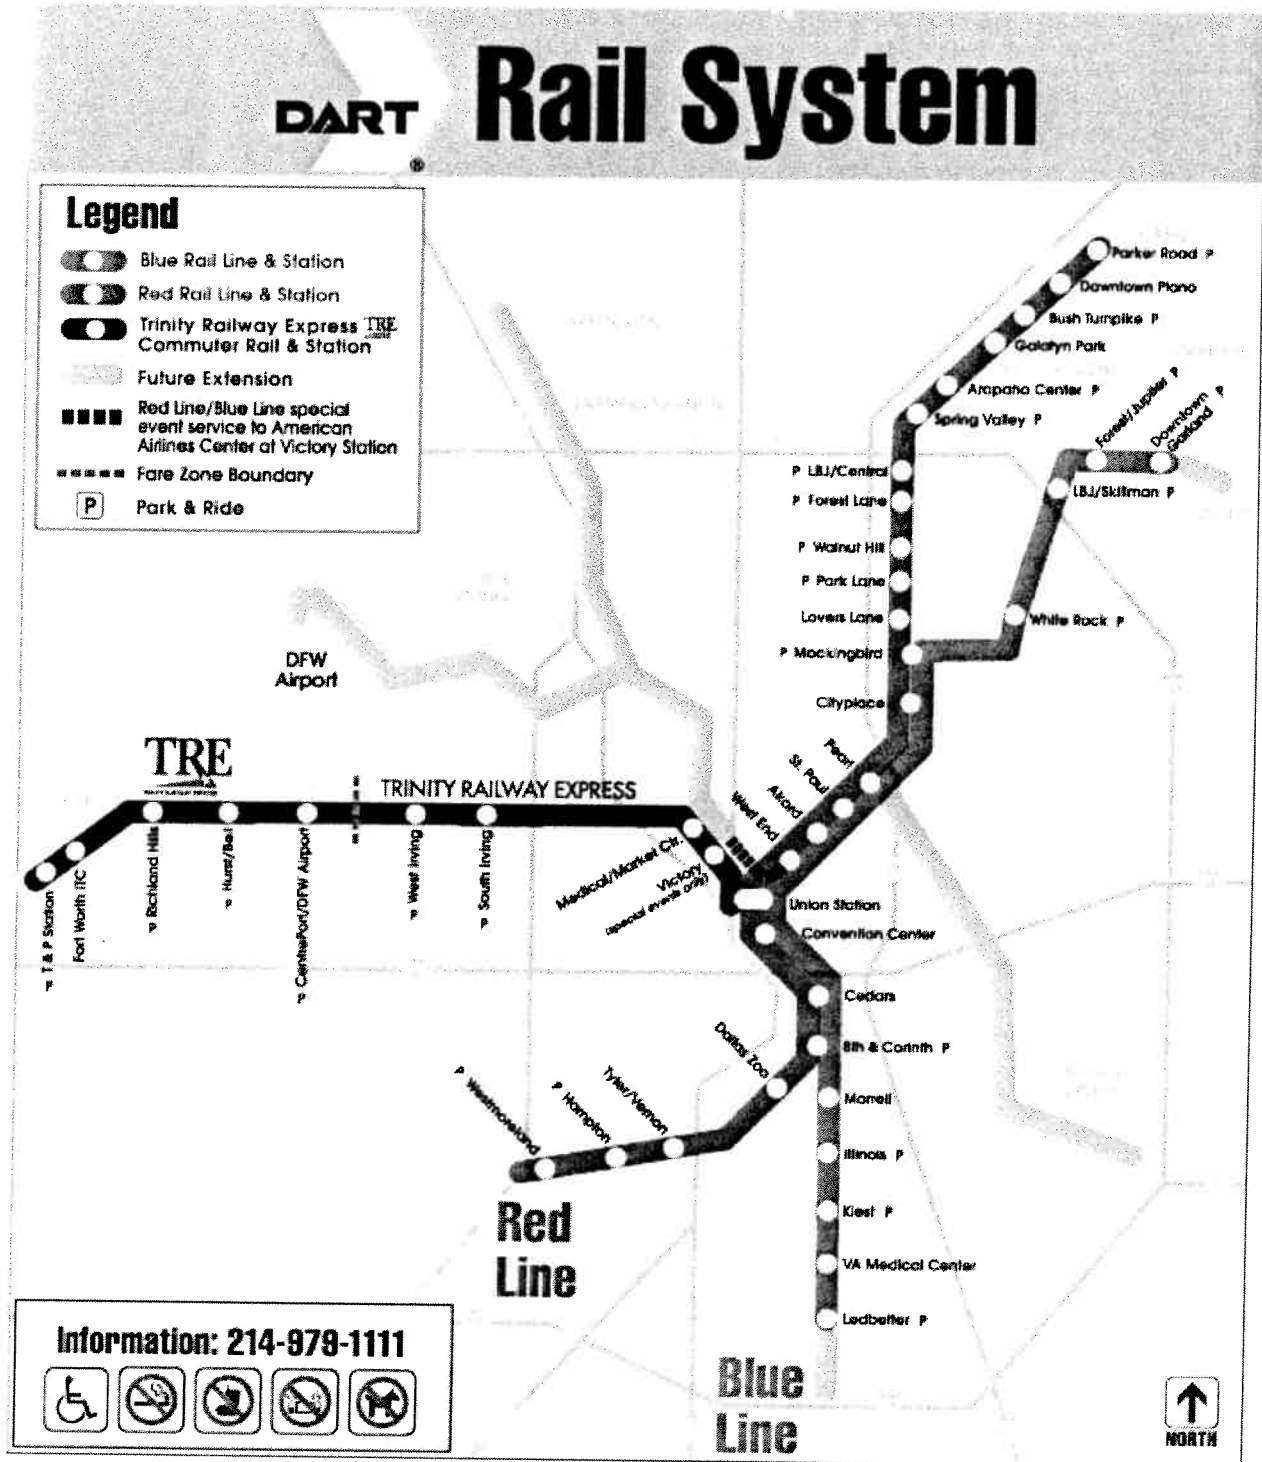 DART
®
Rail System
Legend
Blue Rail Line & Station
Red Rail Line & Station
Trinity Railway Express TRE
Commuter Rail & Station
Future Extension
Red Line/Blue Line special
event service to American
Airlines Center at Victory Station
Fare Zone Boundary
P Park & Ride
Parker Road P
Downtown Plano
Bush Turnpike P
Galatyn Park
Arapaho Center P
Spring Valley P
Forest/Jupiter P
Downtown
Garland P
P LBJ/Central
LBJ/Skillman P
P Forest Lane
P Walnut Hill
P Park Lane
Lovers Lane
White Rock P
P Mockingbird
DFW
Airport
Cityplace
Pearl
St. Paul
Akard
West End
TRE
TRINITY RAILWAY EXPRESS
P T & P Station
Fort Worth ITC
P Richland Hills
P Hurst/Bell
P CentrePort/DFW Airport
P West Irving
P South Irving
Medical/Market Ctr.
Victory
(special events only)
Union Station
Convention Center
Cedars
8th & Corinth P
Dallas Zoo
Tyler/Vernon
P Hampton
P Westmoreland
Morrell
Illinois P
Kiest P
VA Medical Center
Ledbetter P
Red
Line
Blue
Line
Information: 214-979-1111
NORTH